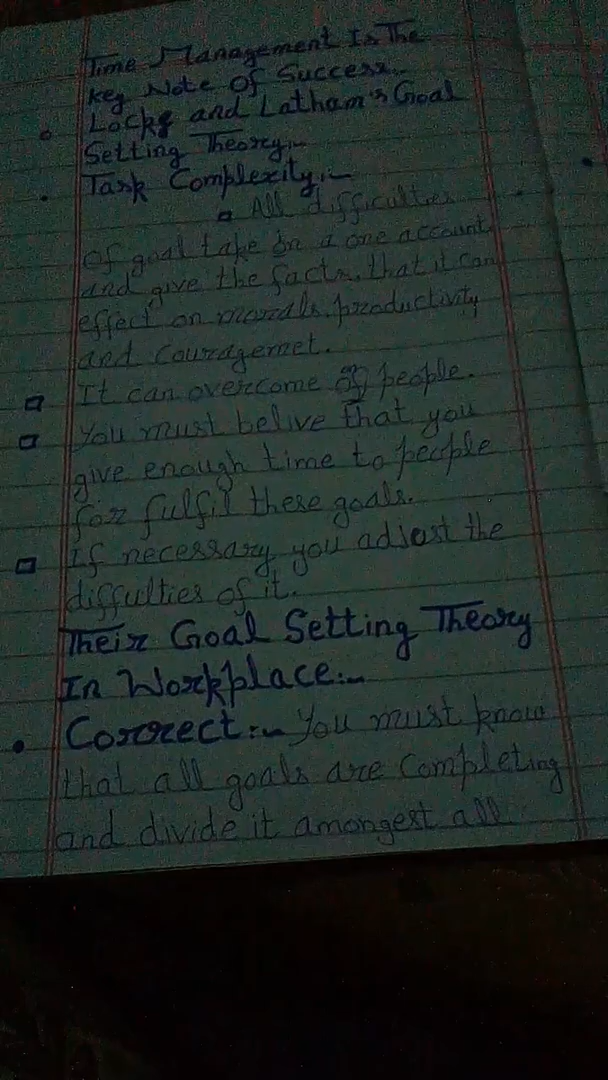 Time Management Is The
Key Note Of Success:-
Locke and Latham's Goal
Setting Theory:-
Task Complexity:-
All difficulties
of goal take on a one account
and give the facts, that it can
effect on morals, productivity
and couragemet.
It can overcome of people.
You must belive that you
give enough time to people
for fulfil these goals.
If necessary you adjust the
diffulties of it.
Their Goal Setting Theory
In Workplace:-
Correct:- You must know
that all goals are completing
and divide it amongest all